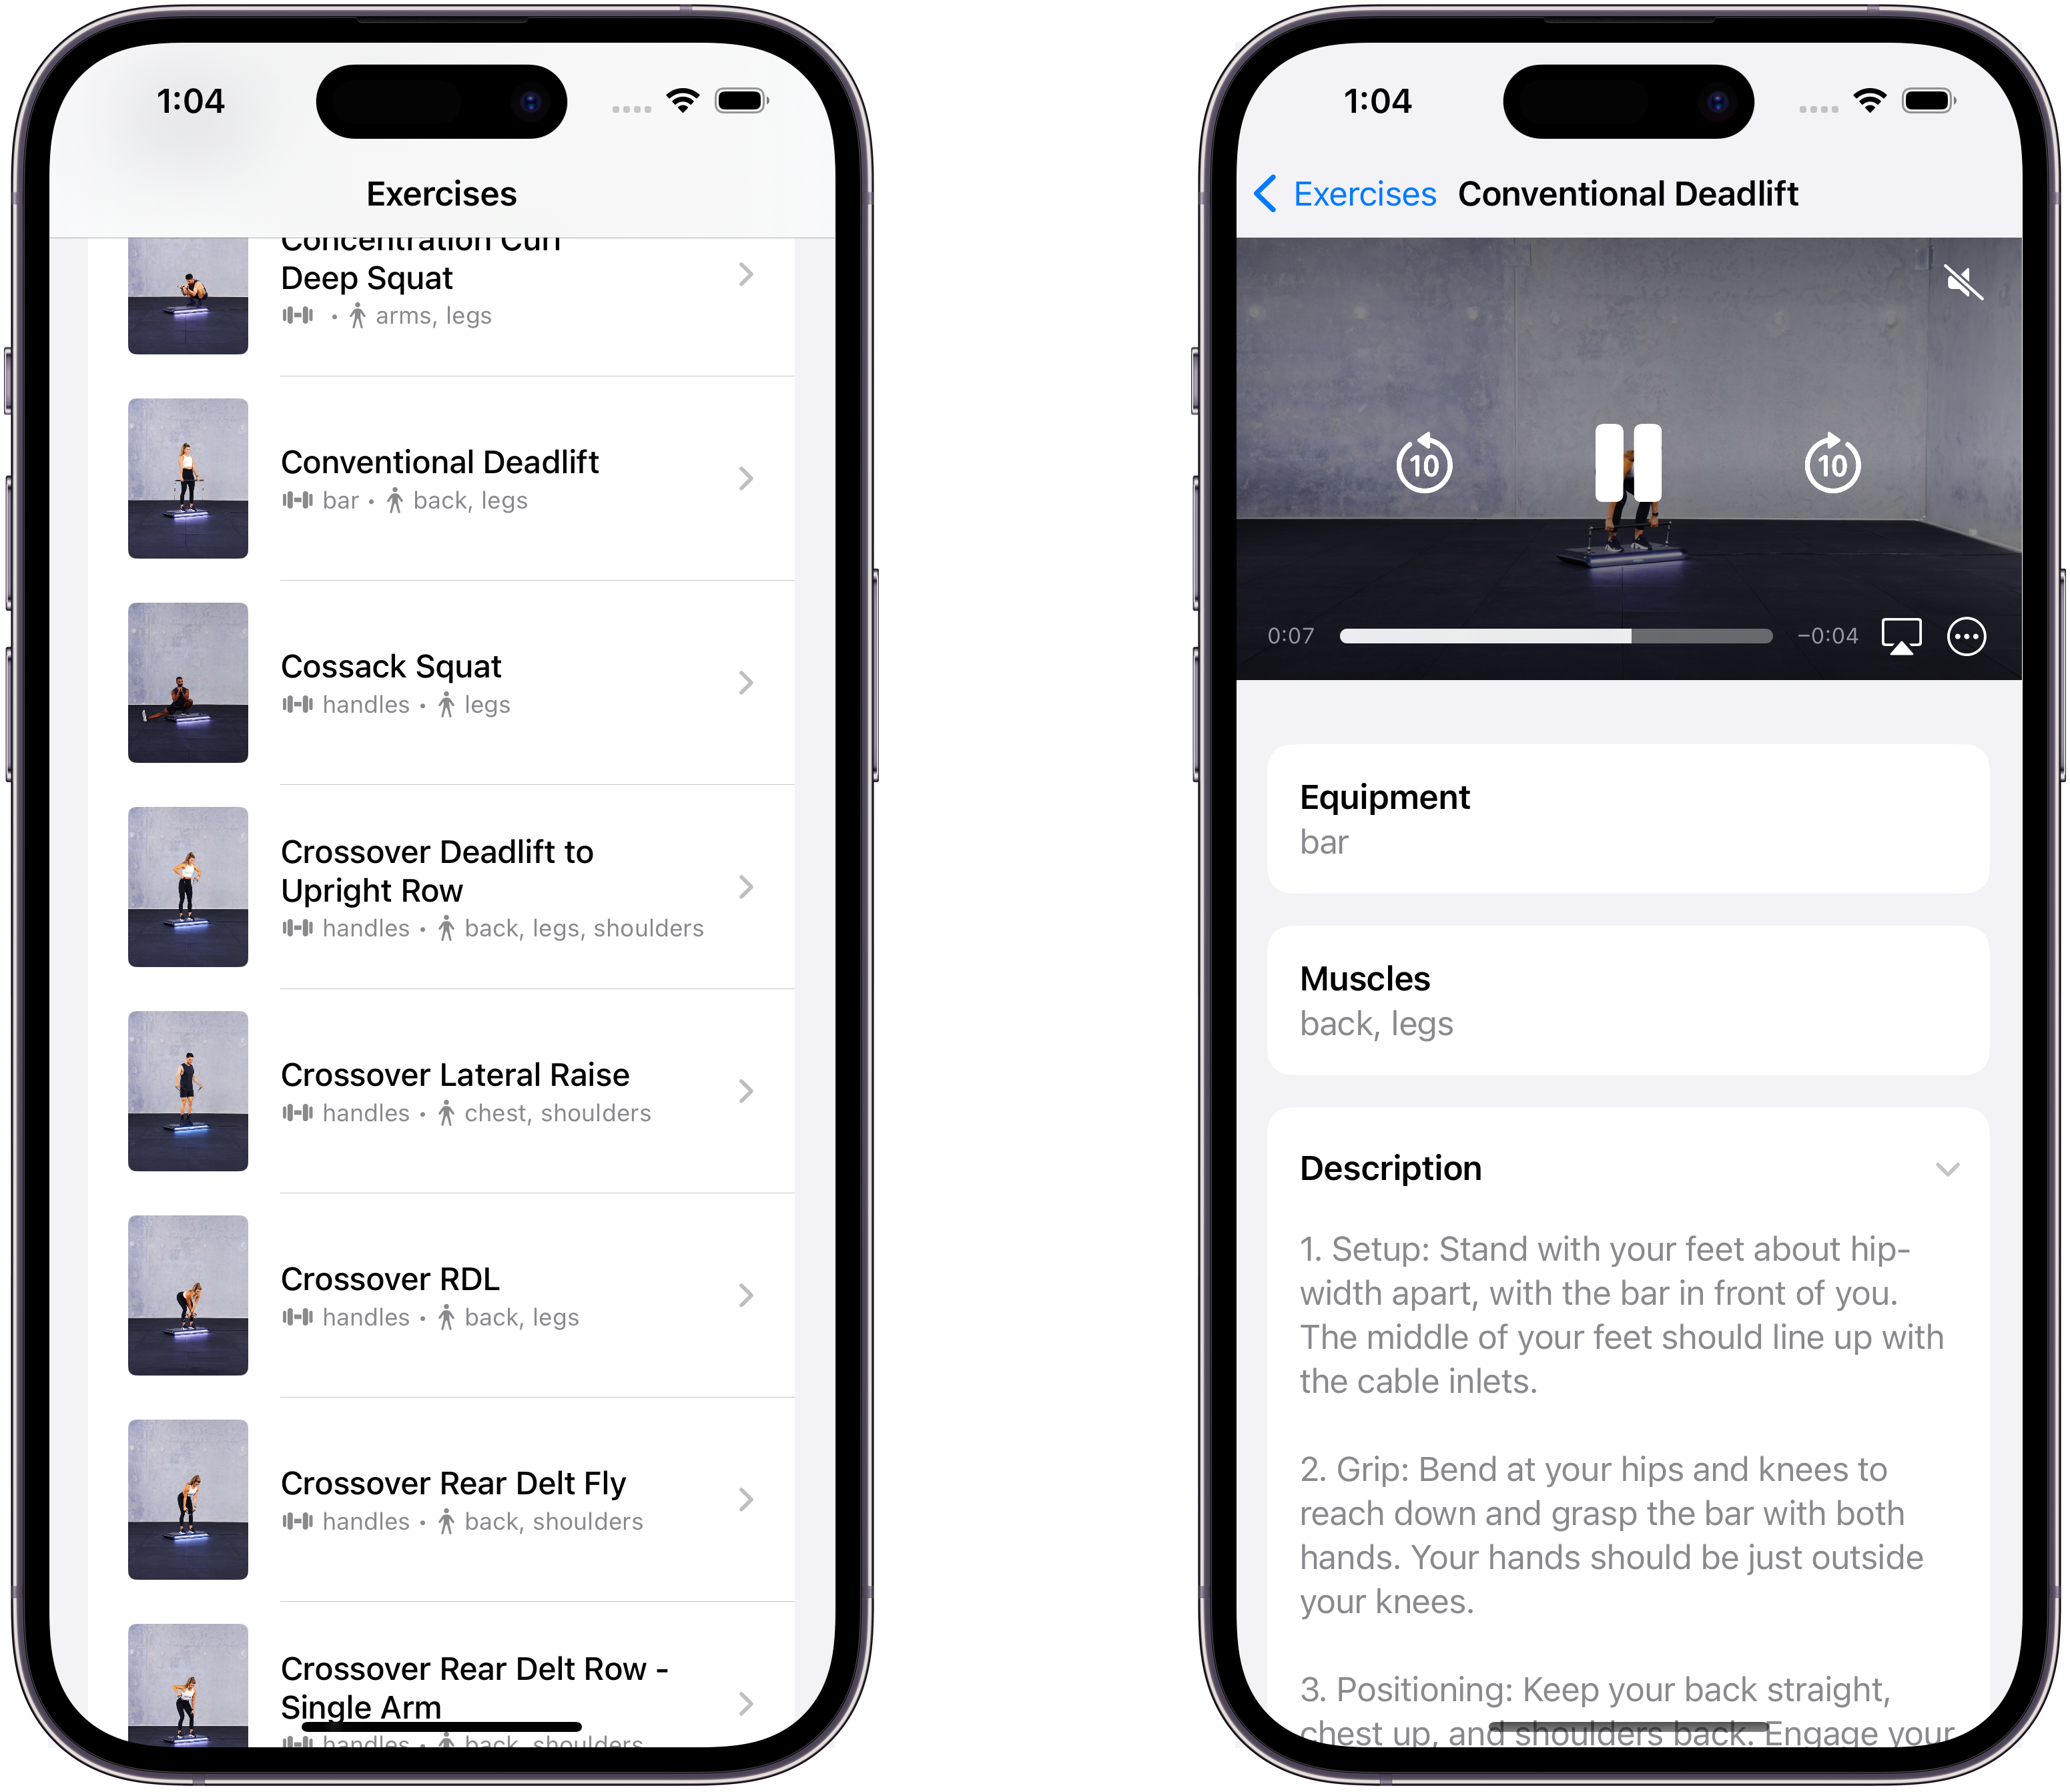 1:04
Exercises
Concentration Curl
Deep Squat
• arms, legs
Conventional Deadlift
bar • back, legs
Cossack Squat
handles • legs
Crossover Deadlift to
Upright Row
handles • back, legs, shoulders
Crossover Lateral Raise
handles • chest, shoulders
Crossover RDL
handles • back, legs
Crossover Rear Delt Fly
handles • back, shoulders
Crossover Rear Delt Row -
Single Arm
handles • back, shoulders
1:04
Exercises Conventional Deadlift
10 10
0:07 −0:04
Equipment
bar
Muscles
back, legs
Description
1. Setup: Stand with your feet about hip-
width apart, with the bar in front of you.
The middle of your feet should line up with
the cable inlets.
2. Grip: Bend at your hips and knees to
reach down and grasp the bar with both
hands. Your hands should be just outside
your knees.
3. Positioning: Keep your back straight,
chest up, and shoulders back. Engage your